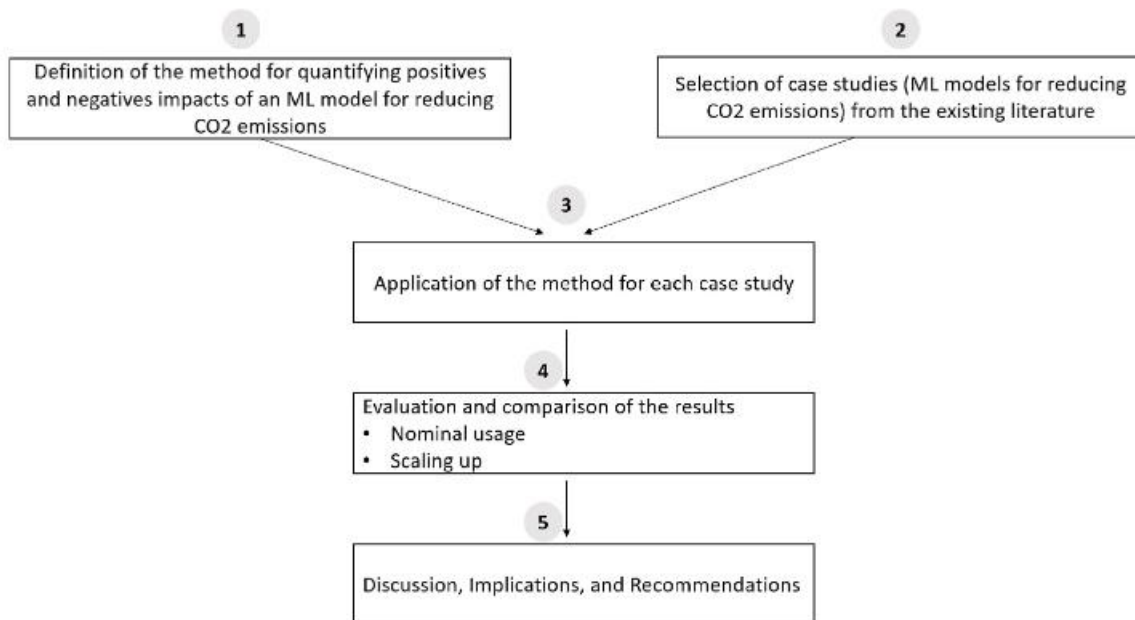 1
Definition of the method for quantifying positives
and negatives impacts of an ML model for reducing
CO2 emissions
2
Selection of case studies (ML models for reducing
CO2 emissions) from the existing literature
3
Application of the method for each case study
4
Evaluation and comparison of the results
• Nominal usage
• Scaling up
5
Discussion, Implications, and Recommendations